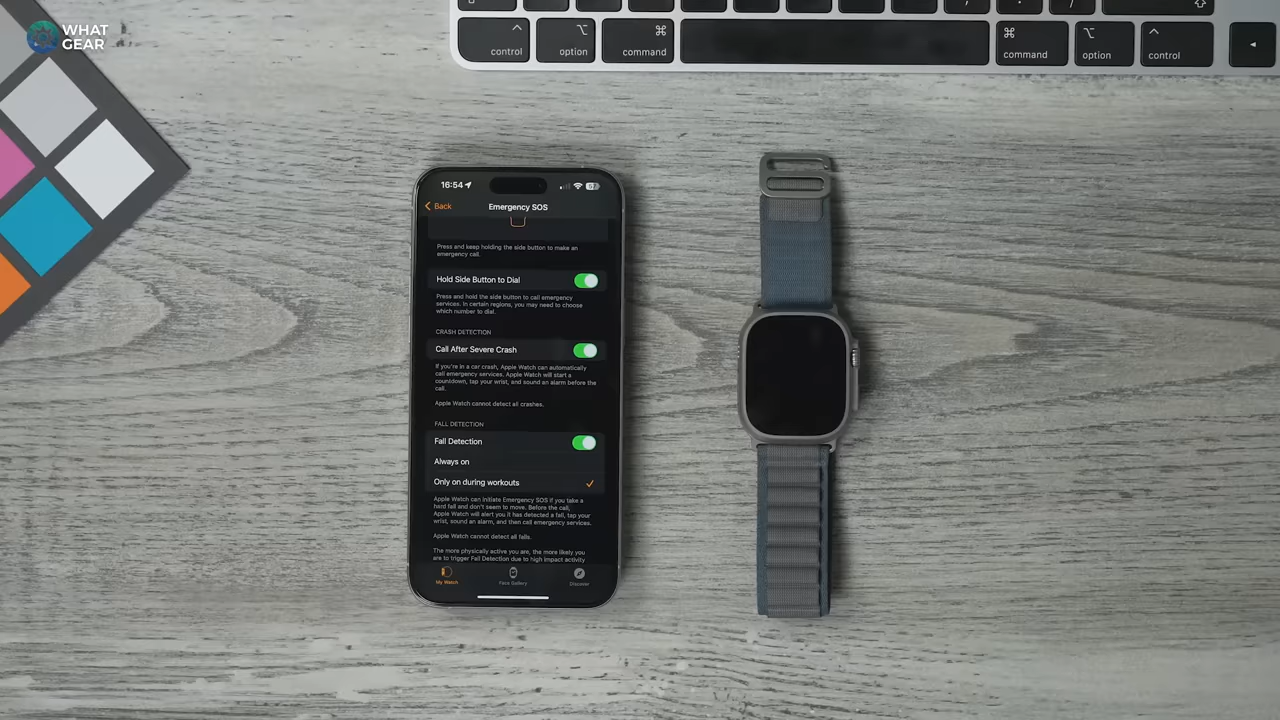 WHAT
GEAR
control
option
command
command
option
control
16:54
67
Back
Emergency SOS
Press and keep holding the side button to make an
emergency call.
Hold Side Button to Dial
Press and hold the side button to call emergency
services. In certain regions, you may need to choose
which number to dial.
CRASH DETECTION
Call After Severe Crash
If you're in a car crash, Apple Watch can automatically
call emergency services. Apple Watch will start a
countdown, tap your wrist, and sound an alarm before the
call.
Apple Watch cannot detect all crashes.
FALL DETECTION
Fall Detection
Always on
Only on during workouts
Apple Watch can initiate Emergency SOS if you take a
hard fall and don't seem to move. Before the call,
Apple Watch will alert you it has detected a fall, tap your
wrist, sound an alarm, and then call emergency services.
Apple Watch cannot detect all falls.
The more physically active you are, the more likely you
are to trigger Fall Detection due to high impact activity
My Watch
Face Gallery
Discover